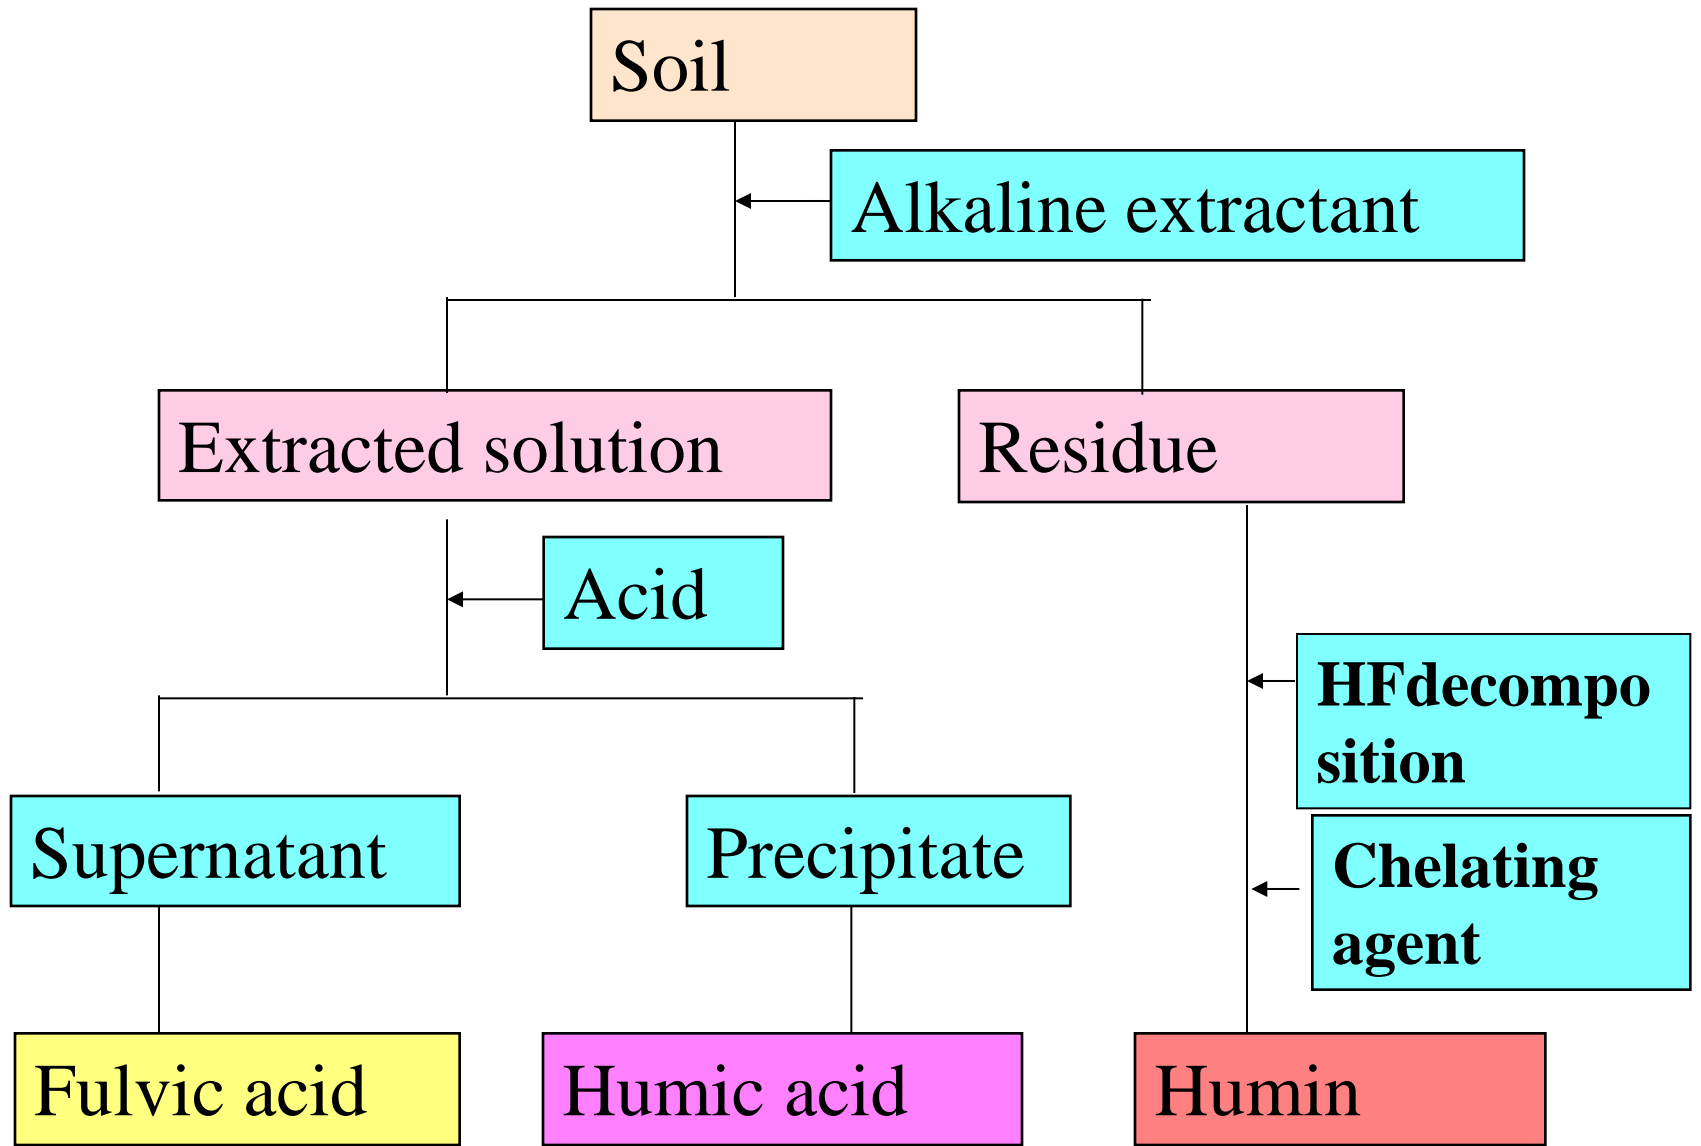 Soil
Alkaline extractant
Extracted solution
Residue
Acid
HFdecompo
sition
Supernatant
Precipitate
Chelating
agent
Fulvic acid
Humic acid
Humin